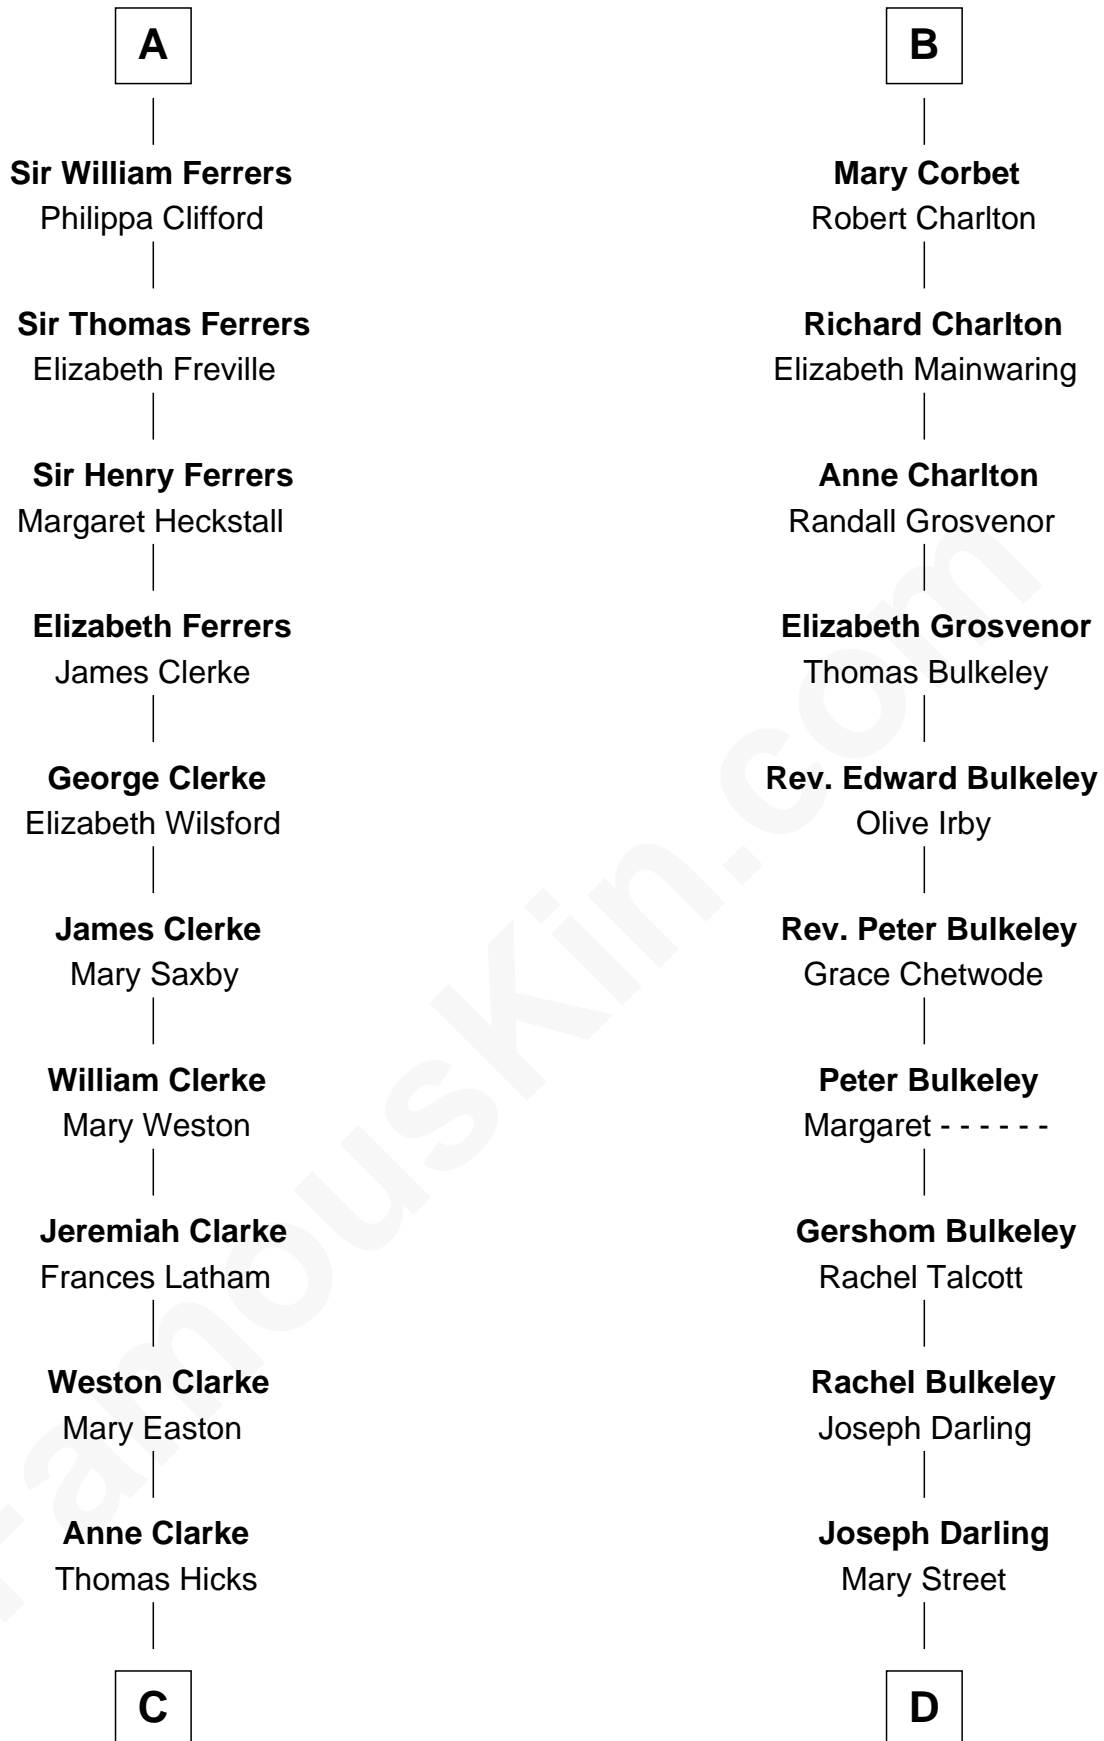 A
Sir William Ferrers
Philippa Clifford
Sir Thomas Ferrers
Elizabeth Freville
Sir Henry Ferrers
Margaret Heckstall
Elizabeth Ferrers
James Clerke
George Clerke
Elizabeth Wilsford
James Clerke
Mary Saxby
William Clerke
Mary Weston
Jeremiah Clarke
Frances Latham
Weston Clarke
Mary Easton
Anne Clarke
Thomas Hicks
C
B
Mary Corbet
Robert Charlton
Richard Charlton
Elizabeth Mainwaring
Anne Charlton
Randall Grosvenor
Elizabeth Grosvenor
Thomas Bulkeley
Rev. Edward Bulkeley
Olive Irby
Rev. Peter Bulkeley
Grace Chetwode
Peter Bulkeley
Margaret - - - - - -
Gershom Bulkeley
Rachel Talcott
Rachel Bulkeley
Joseph Darling
Joseph Darling
Mary Street
D
FamousKin.com